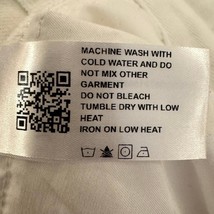 MACHINE WASH WITH
COLD WATER AND DO
NOT MIX OTHER
GARMENT
DO NOT BLEACH
TUMBLE DRY WITH LOW
HEAT
IRON ON LOW HEAT